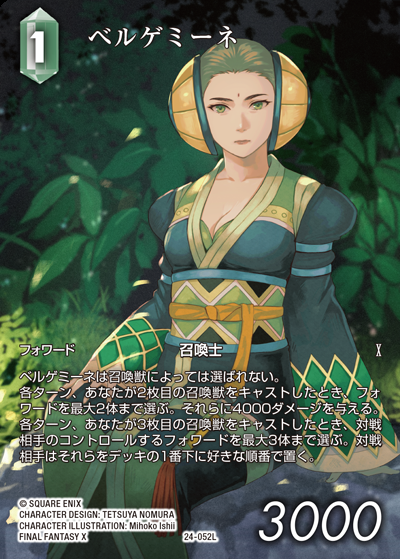 1
ベルゲミーネ
フォワード 召喚士 X
ベルゲミーネは召喚獣によっては選ばれない。
各ターン、あなたが2枚目の召喚獣をキャストしたとき、フォ
ワードを最大2体まで選ぶ。それらに4000ダメージを与える。
各ターン、あなたが3枚目の召喚獣をキャストしたとき、対戦
相手のコントロールするフォワードを最大3体まで選ぶ。対戦
相手はそれらをデッキの1番下に好きな順番で置く。
© SQUARE ENIX
CHARACTER DESIGN: TETSUYA NOMURA
CHARACTER ILLUSTRATION: Mihoko Ishii
FINAL FANTASY X 24-052L
3000